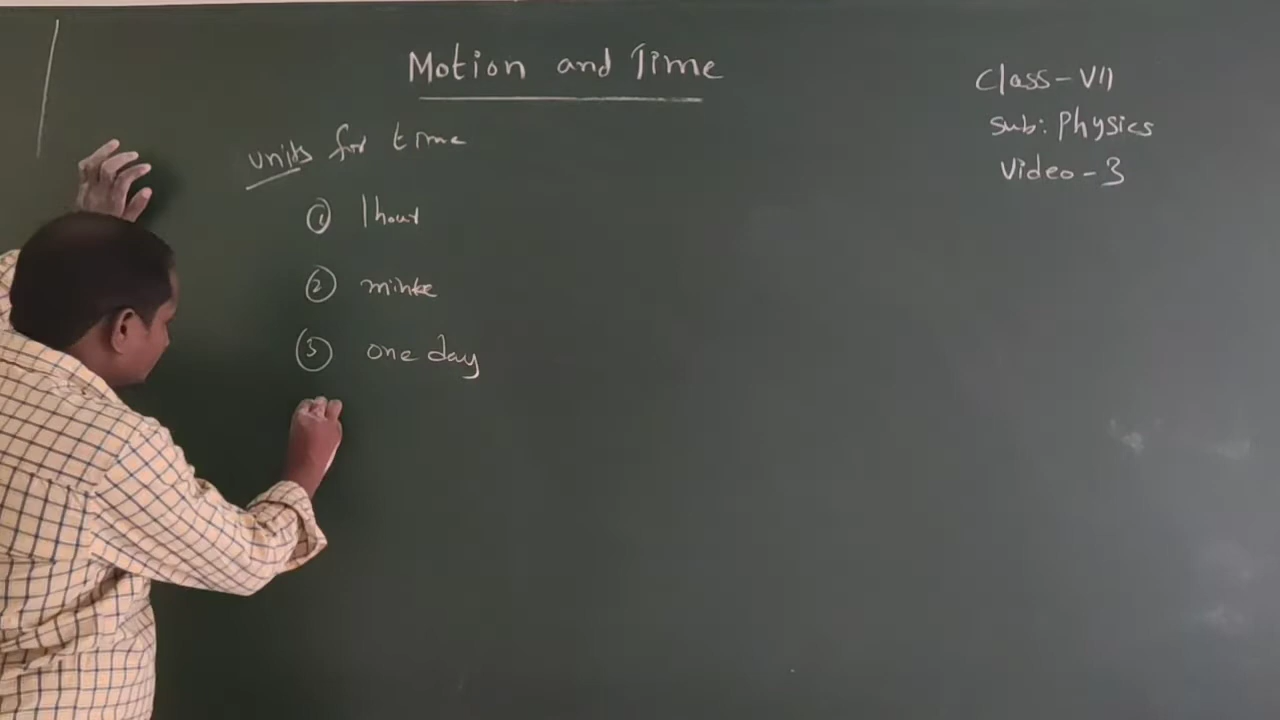 Motion and Time
Class-VII
Sub: Physics
Video-3
units for time
① 1 hour
② minte
③ one day